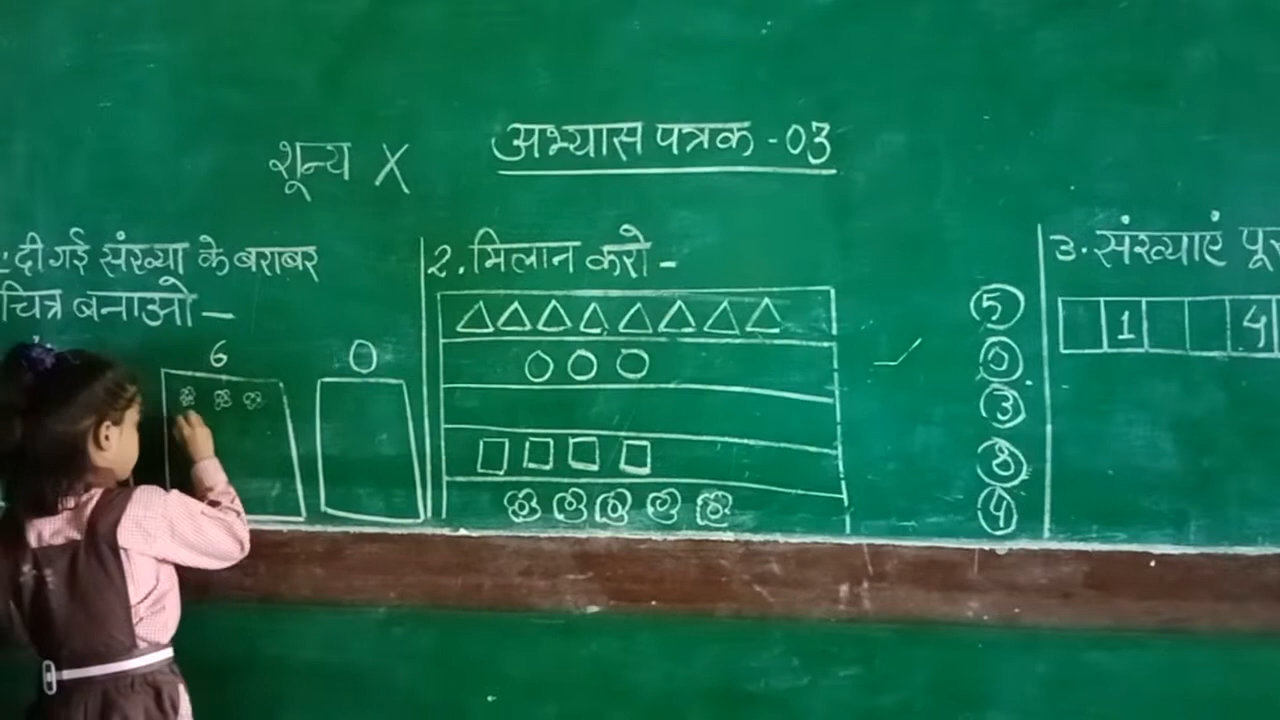 अभ्यास पत्रक - 03
शून्य X
दी गई संख्या के बराबर
चित्र बनाओ -
6
0
2. मिलान करो -
5
0
3
8
4
3. संख्याएं
1 4